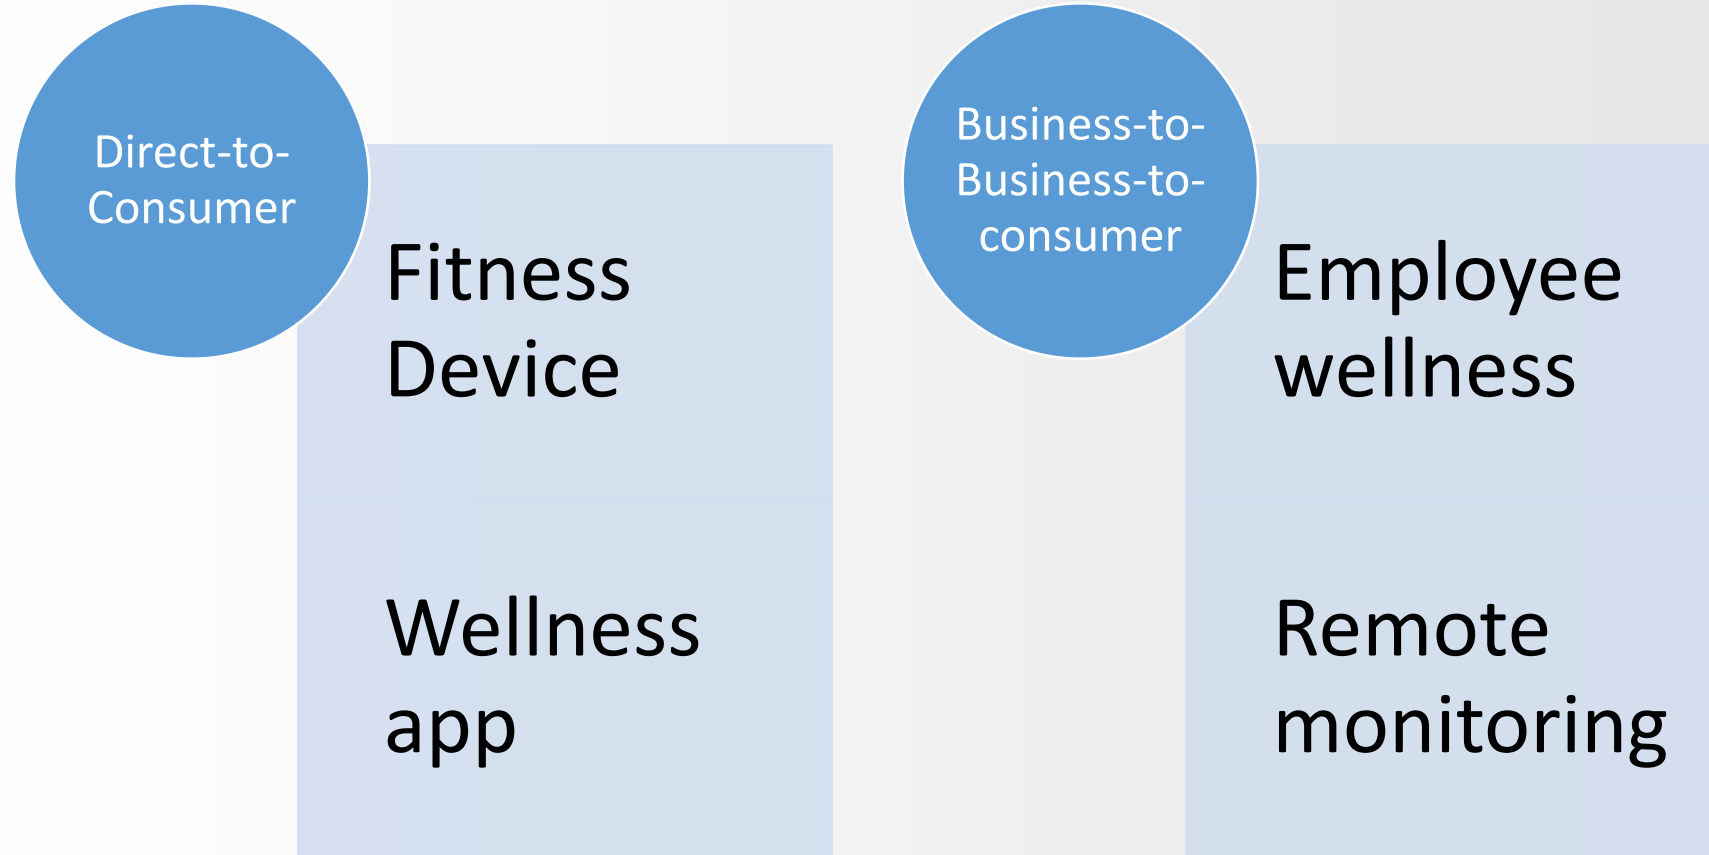 Direct-to-
Consumer
Fitness
Device
Wellness
app
Business-to-
Business-to-
consumer
Employee
wellness
Remote
monitoring